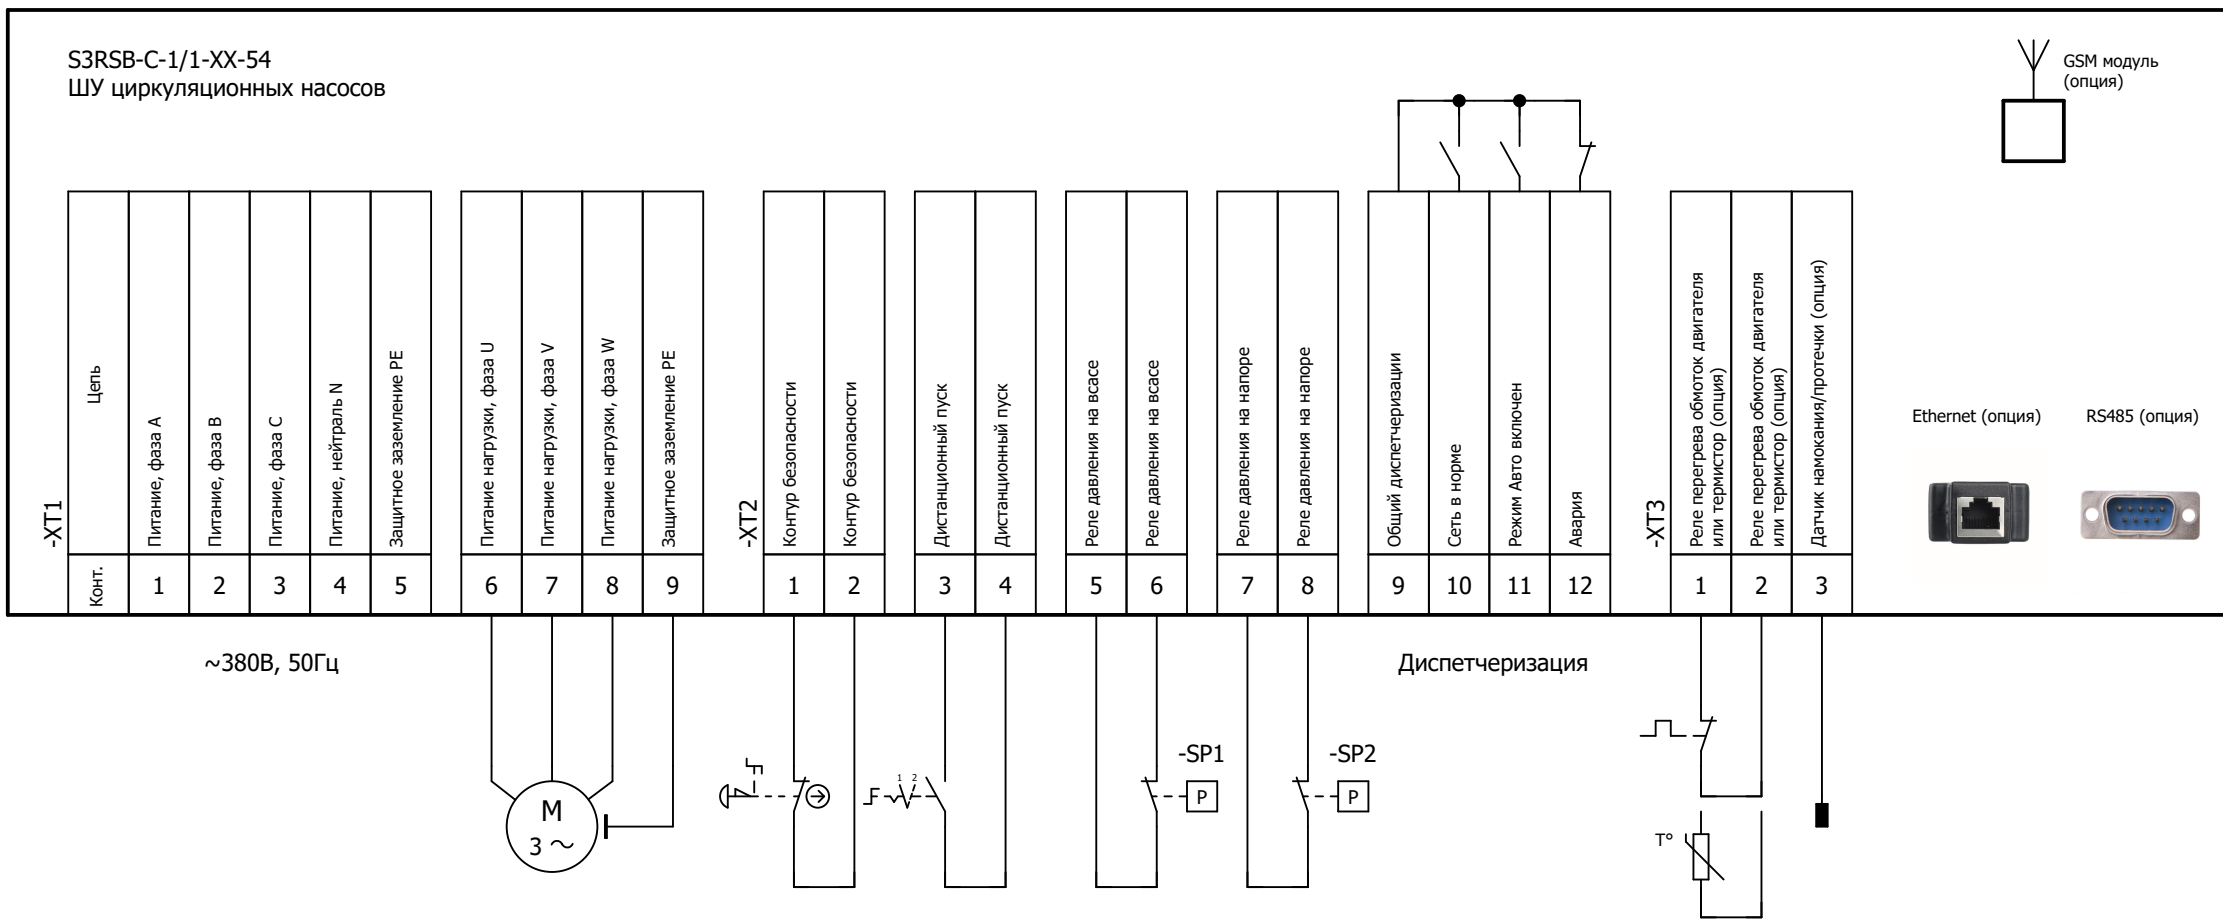 S3RSB-C-1/1-XX-54
ШУ циркуляционных насосов
GSM модуль
(опция)
-XT1
Цепь
Питание, фаза A
Питание, фаза B
Питание, фаза C
Питание, нейтраль N
Защитное заземление PE
Питание нагрузки, фаза U
Питание нагрузки, фаза V
Питание нагрузки, фаза W
Защитное заземление PE
-XT2
Контур безопасности
Контур безопасности
Дистанционный пуск
Дистанционный пуск
Реле давления на всасе
Реле давления на всасе
Реле давления на напоре
Реле давления на напоре
Общий диспетчеризации
Сеть в норме
Режим Авто включен
Авария
-XT3
Реле перегрева обмоток двигателя
или термистор (опция)
Реле перегрева обмоток двигателя
или термистор (опция)
Датчик намокания/протечки (опция)
Ethernet (опция)
RS485 (опция)
Конт.
1 2 3 4 5 6 7 8 9
1 2 3 4 5 6 7 8 9 10 11 12
1 2 3
~380В, 50Гц
Диспетчеризация
-SP1
-SP2
1 2
P
P
M
3 ~
T°